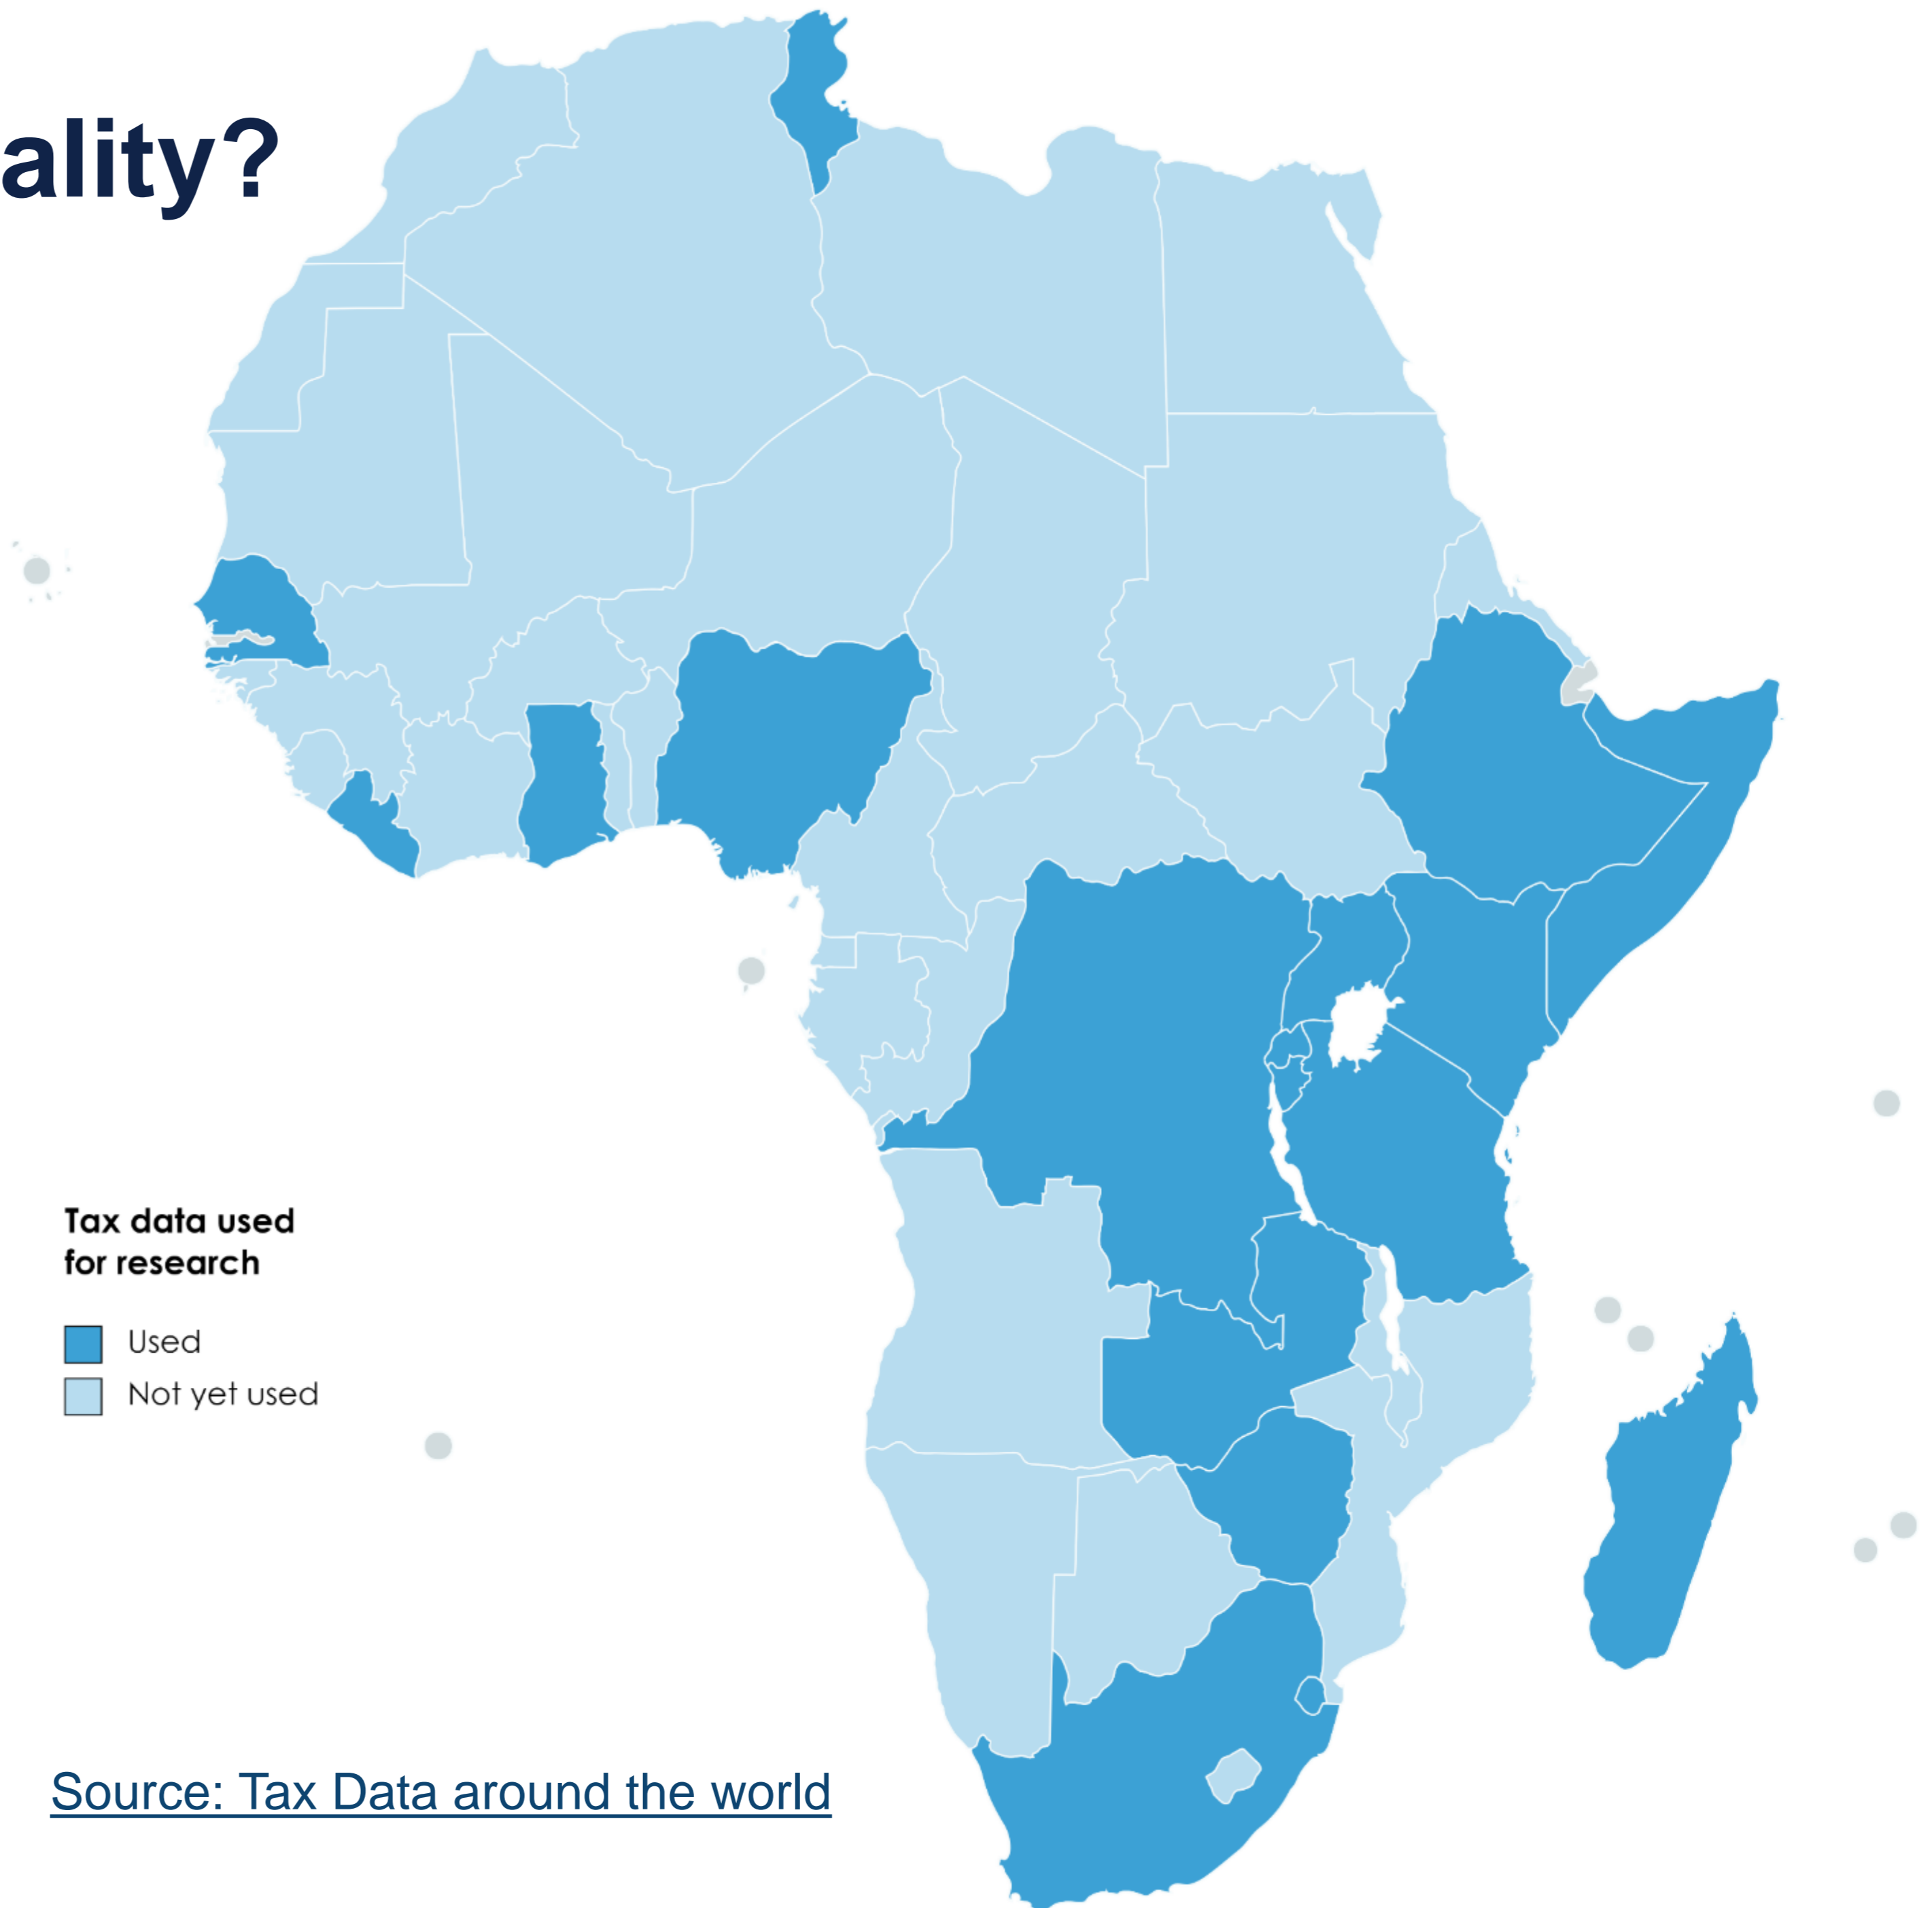 ality?
Tax data used
for research
Used
Not yet used
Source: Tax Data around the world